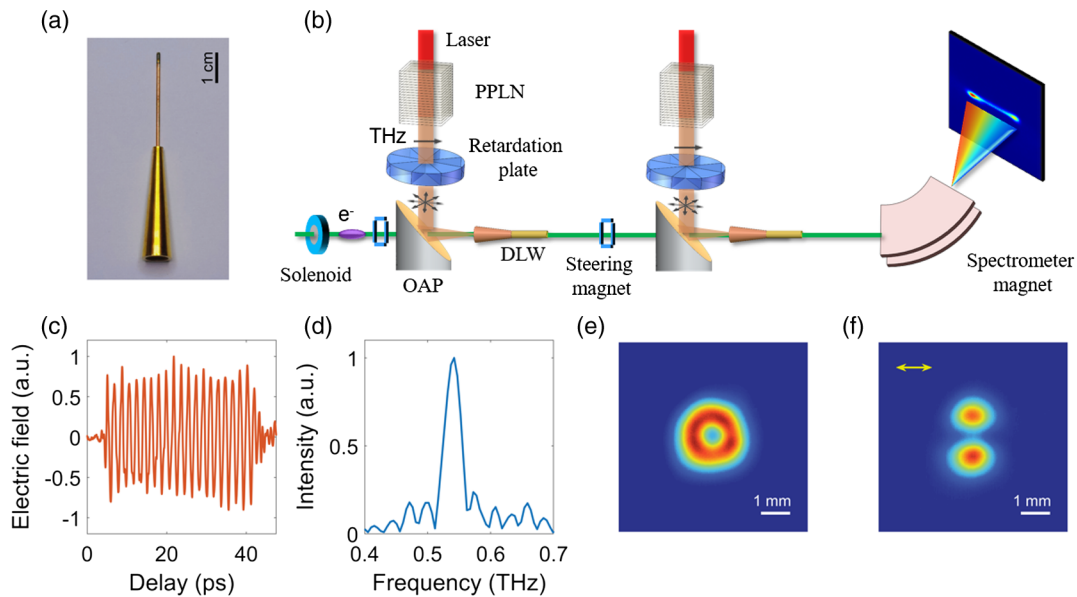 (a)
1 cm
(b)
Laser
PPLN
THz
Retardation
plate
e-
Solenoid
OAP
DLW
Steering
magnet
Spectrometer
magnet
(c)
Electric field (a.u.)
1
0.5
0
-0.5
-1
0
20
40
Delay (ps)
(d)
Intensity (a.u.)
1
0.5
0
0.4
0.5
0.6
0.7
Frequency (THz)
(e)
1 mm
(f)
1 mm